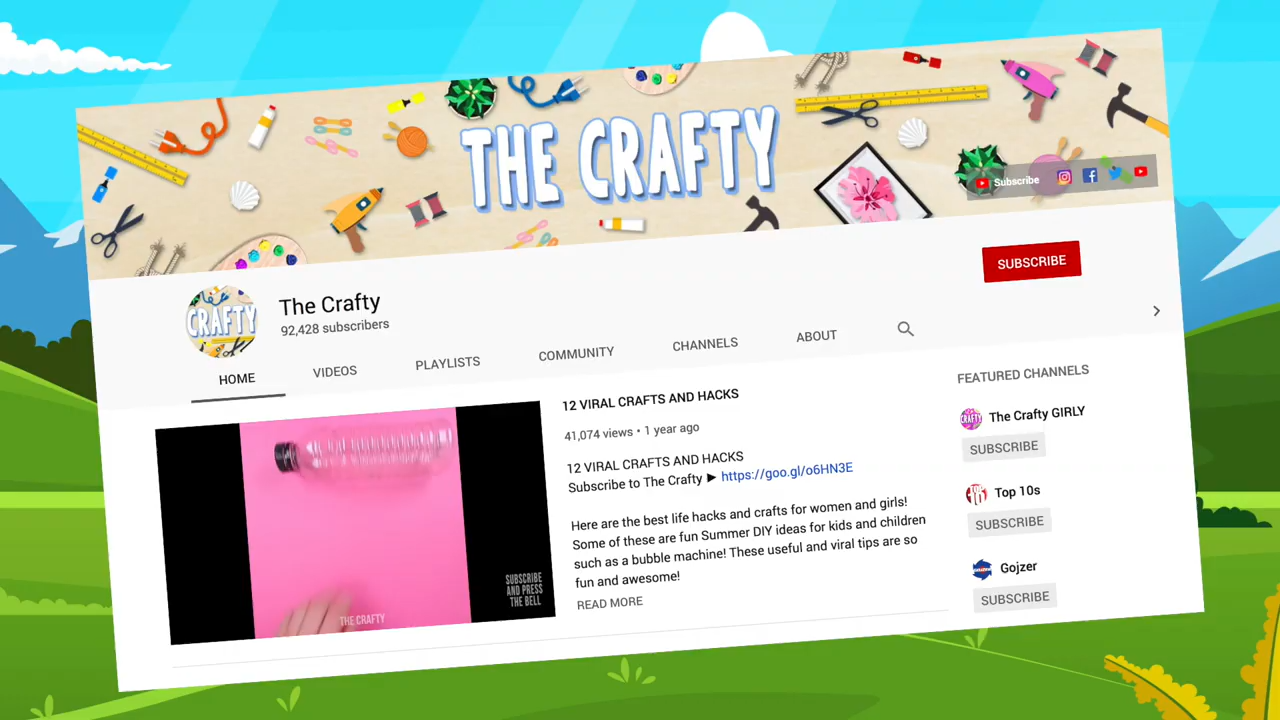 THE CRAFTY
Subscribe
CRAFTY
The Crafty
92,428 subscribers
SUBSCRIBE
HOME
VIDEOS
PLAYLISTS
COMMUNITY
CHANNELS
ABOUT
12 VIRAL CRAFTS AND HACKS
41,074 views • 1 year ago
12 VIRAL CRAFTS AND HACKS
Subscribe to The Crafty ▶ https://goo.gl/o6HN3E
Here are the best life hacks and crafts for women and girls!
Some of these are fun Summer DIY ideas for kids and children
such as a bubble machine! These useful and viral tips are so
fun and awesome!
READ MORE
SUBSCRIBE
AND PRESS
THE BELL
THE CRAFTY
FEATURED CHANNELS
CRAFTY
The Crafty GIRLY
SUBSCRIBE
TOP
10
Top 10s
SUBSCRIBE
Gojzer
SUBSCRIBE